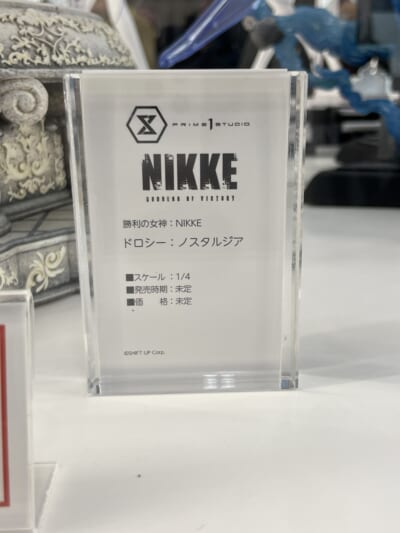 PRIME 1 STUDIO
NIKKE
GODDESS OF VICTORY
勝利の女神：NIKKE
ドロシー：ノスタルジア
■スケール：1/4
■発売時期：未定
■価　　格：未定
©SHIFT UP Corp.